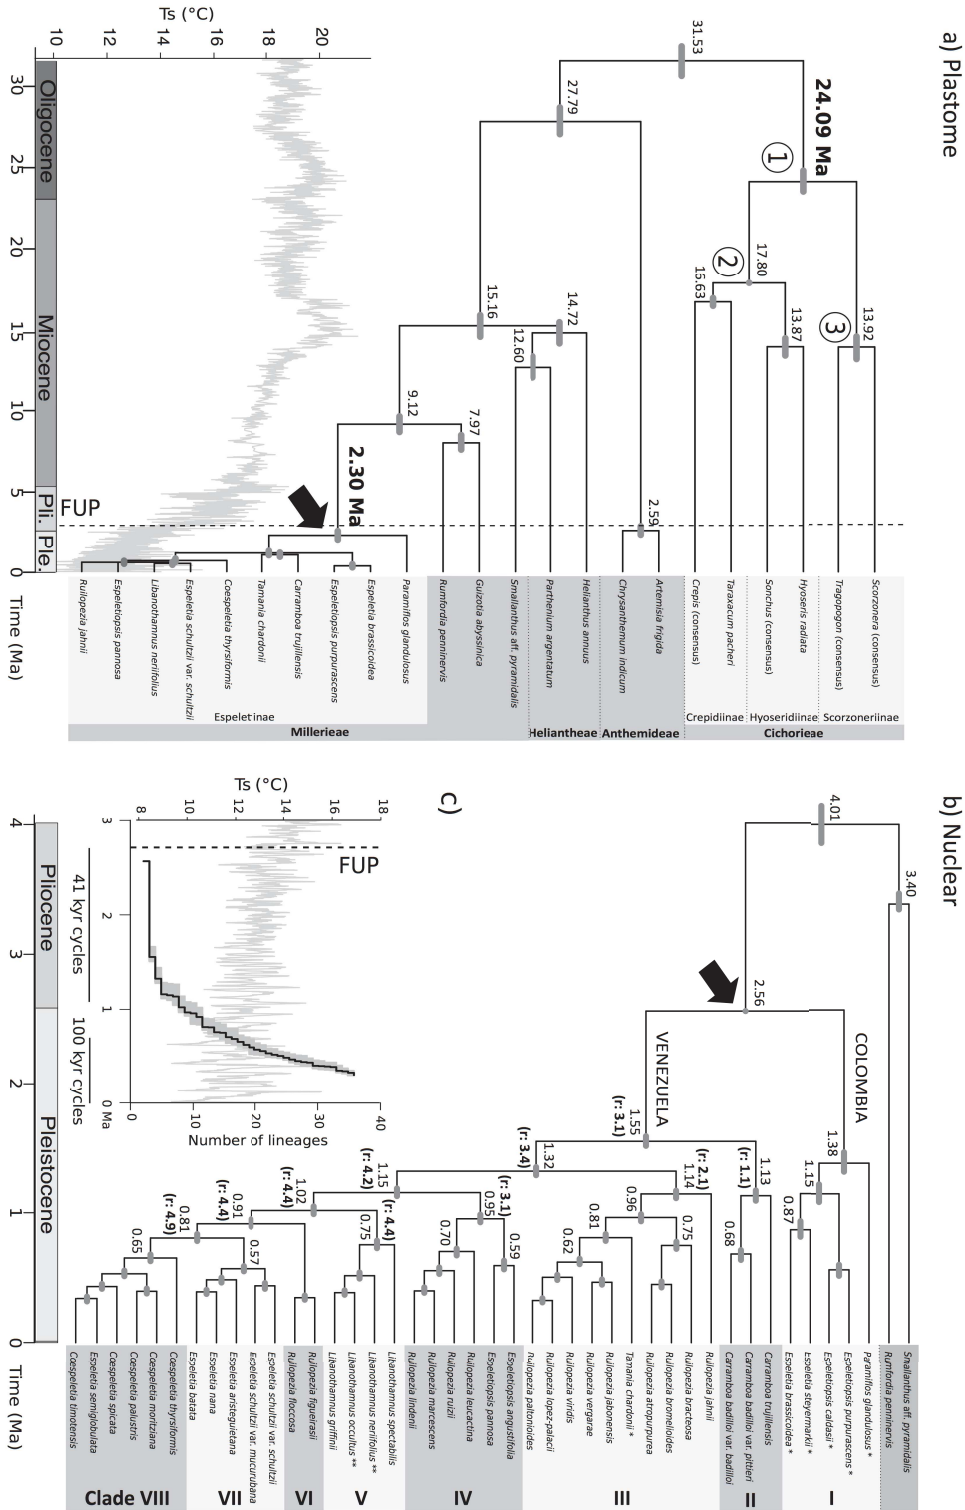 a) Plastome
31.53
24.09 Ma
1
27.79
17.80
2
15.63
13.87
13.92
3
15.16
14.72
12.60
9.12
7.97
2.30 Ma
2.59
FUP
Ts (°C)
10
12
14
16
18
20
30
25
20
15
10
5
0
Oligocene
Miocene
Pli.
Ple.
Time (Ma)
Scorzonera (consensus)
Tragopogon (consensus)
Hyoseris radiata
Sonchus (consensus)
Taraxacum pacheri
Crepis (consensus)
Artemisia frigida
Chrysanthemum indicum
Helianthus annuus
Parthenium argentatum
Smallanthus aff. pyramidalis
Guizotia abyssinica
Rumfordia penninervis
Paramiflos glandulosus
Espeletia brassicoidea
Espeletiopsis purpurascens
Carramboa trujillensis
Tamania chardonii
Coespeletia thyrsiformis
Espeletia schultzii var. schultzii
Libanothamnus neriifolius
Espeletiopsis pannosa
Ruilopezia jahnii
Scorzoneriinae
Hyoseridiinae
Crepidiinae
Espeletinae
Cichorieae
Anthemideae
Heliantheae
Millerieae
b) Nuclear
4.01
3.40
2.56
COLOMBIA
VENEZUELA
1.38
1.15
0.87
1.55
(r: 3.1)
1.13
(r: 1.1)
0.68
1.32
(r: 3.4)
(r: 2.1)
1.14
0.96
0.75
0.81
0.62
1.15
(r: 4.2)
(r: 3.1)
0.95
0.59
0.70
1.02
(r: 4.4)
(r: 4.4)
0.75
0.91
(r: 4.4)
0.57
0.81
(r: 4.9)
0.65
Smallanthus aff. pyramidalis
Rumfordia penninervis
Paramiflos glandulosus *
Espeletiopsis purpurascens *
Espeletiopsis caldasii *
Espeletia steyermarkii *
Espeletia brassicoidea *
Carramboa trujillensis
Carramboa badilloi var. pittieri
Carramboa badilloi var. badilloi
Ruilopezia jahnii
Ruilopezia bracteosa
Ruilopezia bromelioides
Ruilopezia atropurpurea
Tamania chardonii *
Ruilopezia jabonensis
Ruilopezia vergarae
Ruilopezia viridis
Ruilopezia lopez-palacii
Ruilopezia paltonioides
Espeletiopsis angustifolia
Espeletiopsis pannosa
Ruilopezia leucactina
Ruilopezia ruizii
Ruilopezia marcescens
Ruilopezia lindenii
Libanothamnus spectabilis
Libanothamnus neriifolius **
Libanothamnus occultus **
Libanothamnus griffinii
Ruilopezia figueirasii
Ruilopezia floccosa
Espeletia schultzii var. schultzii
Espeletia schultzii var. mucurubana
Espeletia aristeguietana
Espeletia nana
Espeletia batata
Coespeletia thyrsiformis
Coespeletia moritziana
Coespeletia palustris
Coespeletia spicata
Espeletia semiglobulata
Coespeletia timotensis
I
II
III
IV
V
VI
VII
Clade VIII
c)
Ts (°C)
8
10
12
14
16
18
FUP
3
2
1
0 Ma
0
10
20
30
40
Number of lineages
41 kyr cycles
100 kyr cycles
Pliocene
Pleistocene
4
3
2
1
0
Time (Ma)